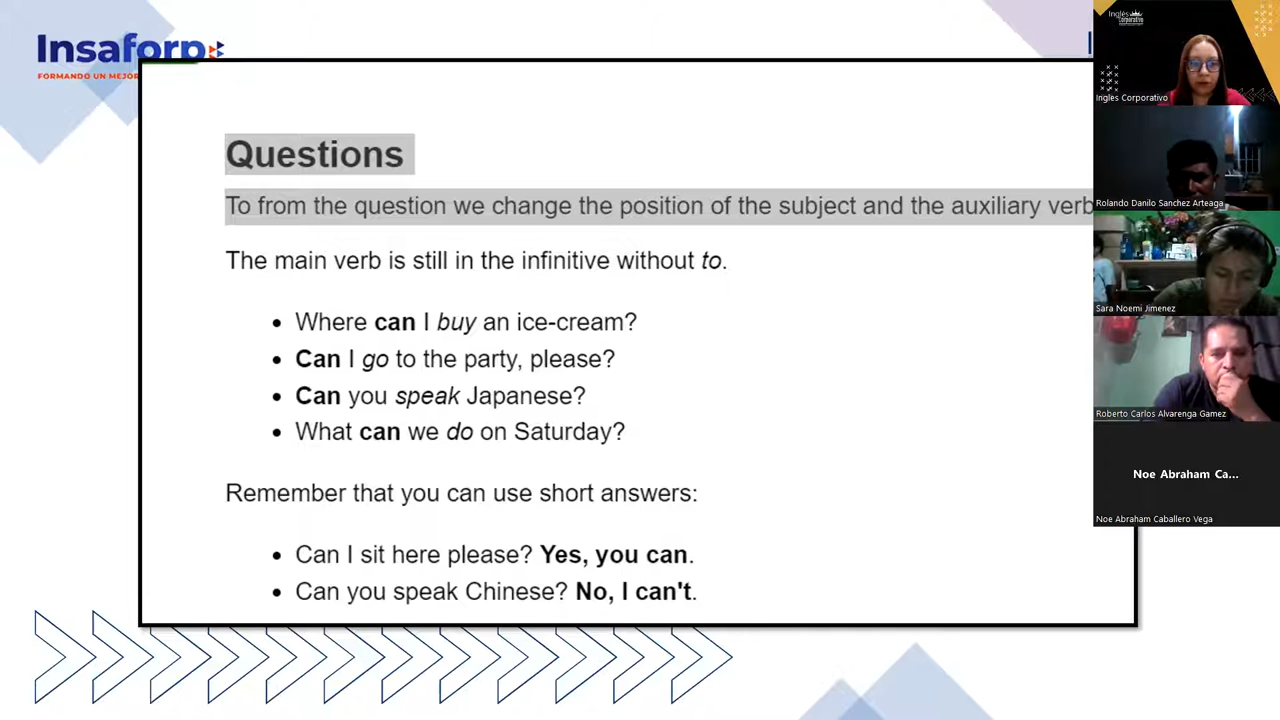 Insaforp
FORMANDO UN MEJOR
Questions
To from the question we change the position of the subject and the auxiliary verb
The main verb is still in the infinitive without to.
• Where can I buy an ice-cream?
• Can I go to the party, please?
• Can you speak Japanese?
• What can we do on Saturday?
Remember that you can use short answers:
• Can I sit here please? Yes, you can.
• Can you speak Chinese? No, I can't.
Inglés
Corporativo
Ingles Corporativo
Rolando Danilo Sanchez Arteaga
Sara Noemi Jimenez
Roberto Carlos Alvarenga Gamez
Noe Abraham Ca...
Noe Abraham Caballero Vega